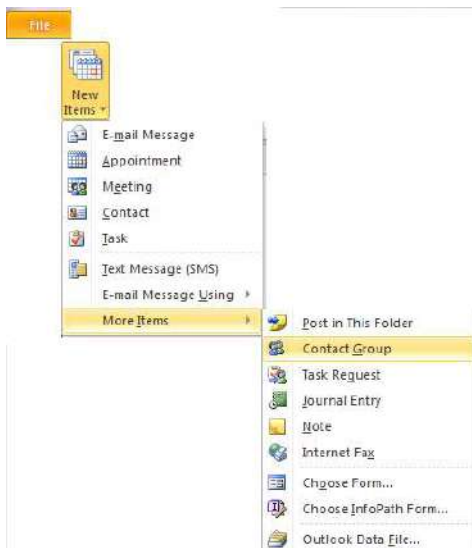 File
New
Items
E-mail Message
Appointment
Meeting
Contact
Task
Text Message (SMS)
E-mail Message Using
More Items
Post in This Folder
Contact Group
Task Request
Journal Entry
Note
Internet Fax
Choose Form...
Choose InfoPath Form...
Outlook Data File...